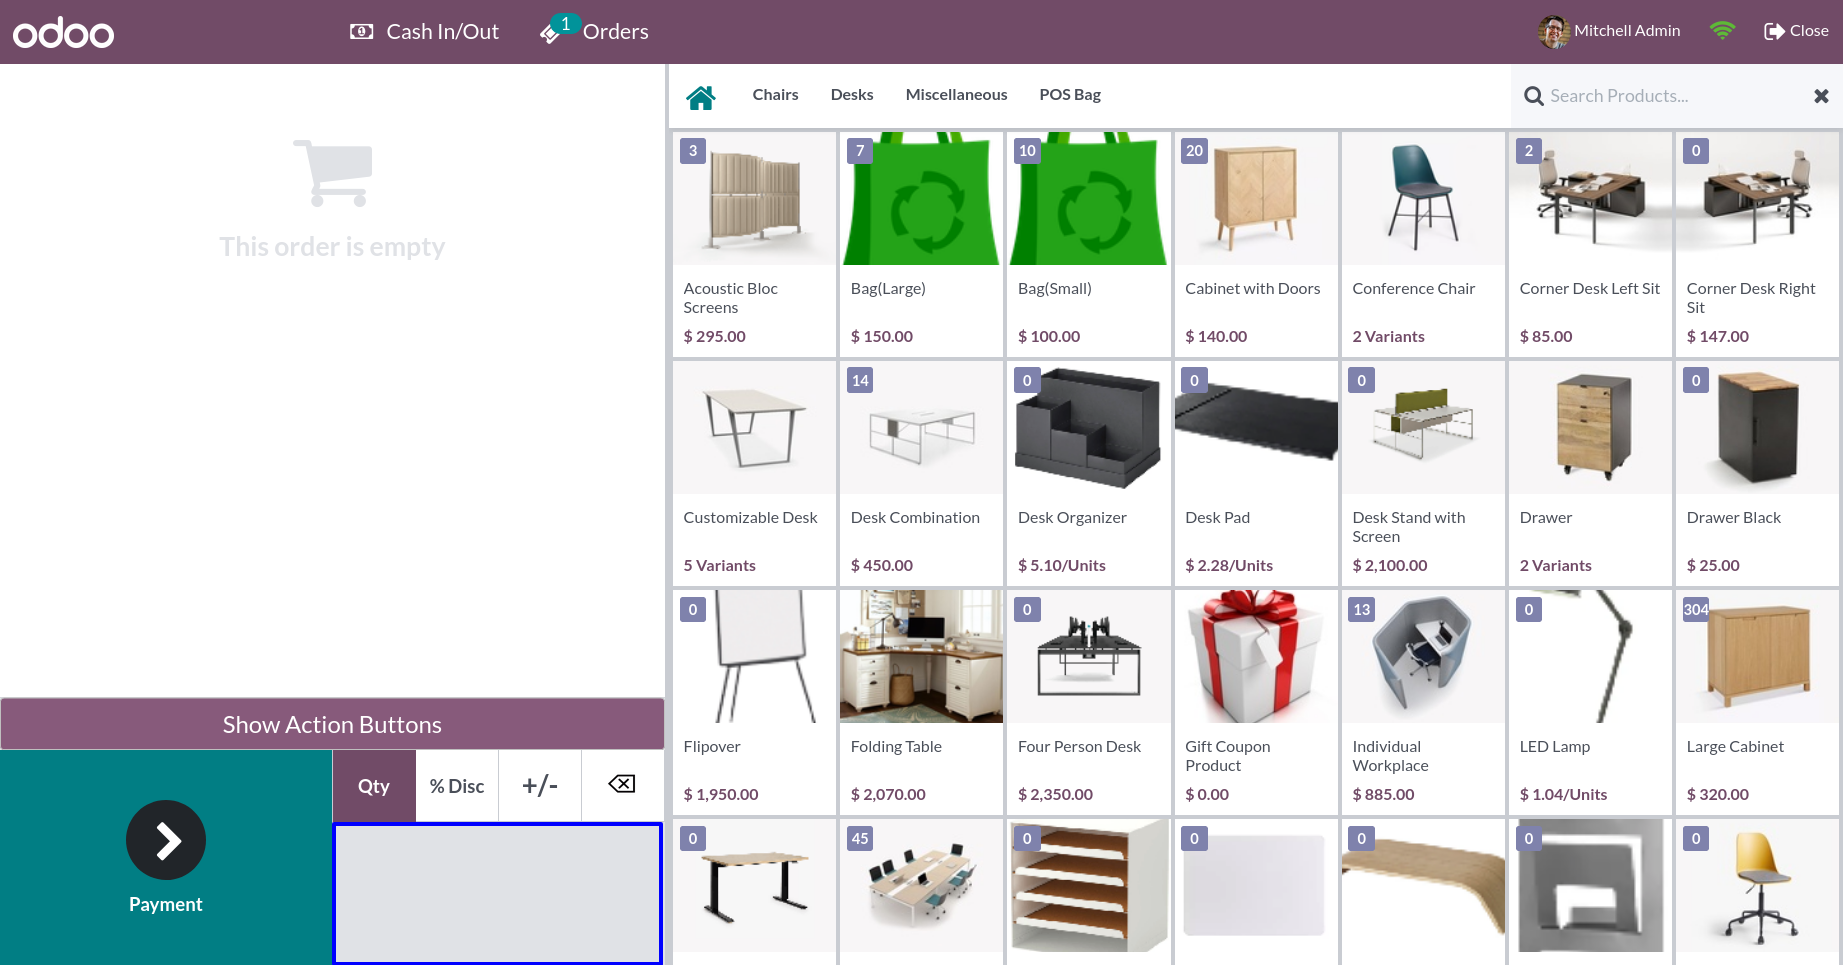 odoo
Cash In/Out
1
Orders
Mitchell Admin
Close
This order is empty
Show Action Buttons
Payment
Qty
% Disc
+/-
Chairs
Desks
Miscellaneous
POS Bag
Search Products...
3
Acoustic Bloc
Screens
$ 295.00
7
Bag(Large)
$ 150.00
10
Bag(Small)
$ 100.00
20
Cabinet with Doors
$ 140.00
Conference Chair
2 Variants
2
Corner Desk Left Sit
$ 85.00
0
Corner Desk Right
Sit
$ 147.00
Customizable Desk
5 Variants
14
Desk Combination
$ 450.00
0
Desk Organizer
$ 5.10/Units
0
Desk Pad
$ 2.28/Units
0
Desk Stand with
Screen
$ 2,100.00
Drawer
2 Variants
0
Drawer Black
$ 25.00
0
Flipover
$ 1,950.00
Folding Table
$ 2,070.00
0
Four Person Desk
$ 2,350.00
Gift Coupon
Product
$ 0.00
13
Individual
Workplace
$ 885.00
0
LED Lamp
$ 1.04/Units
304
Large Cabinet
$ 320.00
0
45
0
0
0
0
0